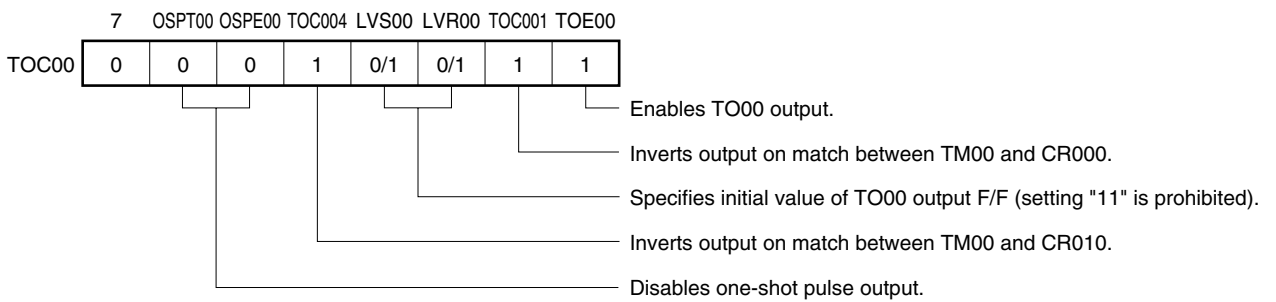 7 OSPT00 OSPE00 TOC004 LVS00 LVR00 TOC001 TOE00
TOC00 0 0 0 1 0/1 0/1 1 1
Enables TO00 output.
Inverts output on match between TM00 and CR000.
Specifies initial value of TO00 output F/F (setting "11" is prohibited).
Inverts output on match between TM00 and CR010.
Disables one-shot pulse output.